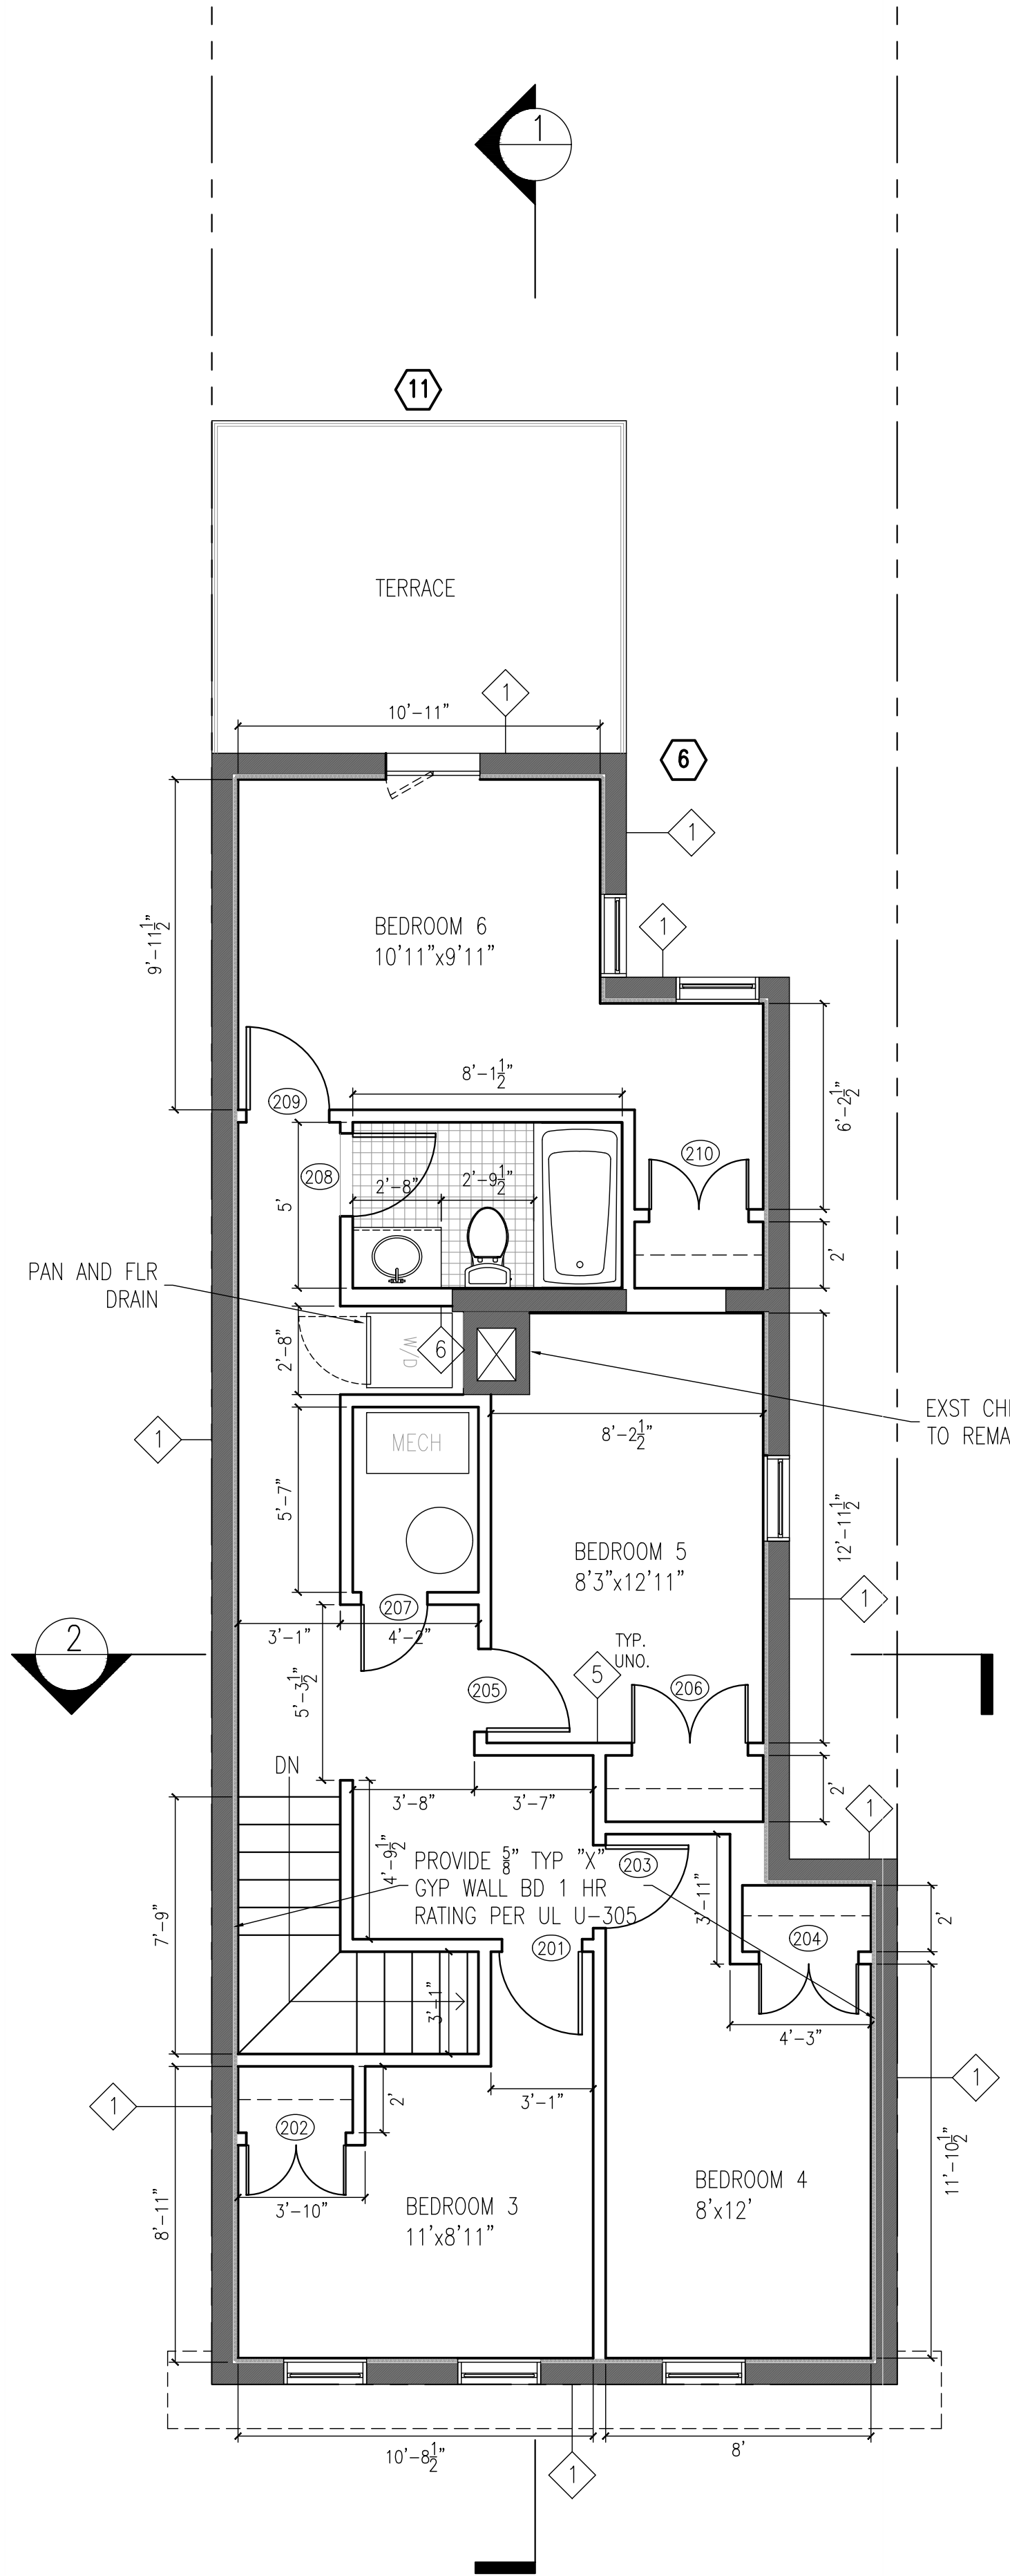 1
11
TERRACE
1
10'-11"
6
1
9'-11½"
BEDROOM 6
10'11"x9'11"
1
8'-1½"
6'-2½"
209
210
208
2'-8"
2'-9½"
5'
2'
PAN AND FLR
DRAIN
2'-8"
W/D
6
EXST
TO
1
MECH
8'-2½"
5'-7"
12'-11½"
BEDROOM 5
8'3"x12'11"
207
1
3'-1"
4'-2"
2
TYP.
UNO.
5
5'-3½"
205
206
DN
3'-8"
3'-7"
2'
1
4'-9½"
PROVIDE ⅝" TYP "X"
GYP WALL BD 1 HR
RATING PER UL U-305
203
3'-11"
7'-9"
2'
201
204
3'-1"
4'-3"
1
3'-1"
2'
1
202
11'-10½"
8'-11"
3'-10"
BEDROOM 3
11'x8'11"
BEDROOM 4
8'x12'
10'-8½"
8'
1